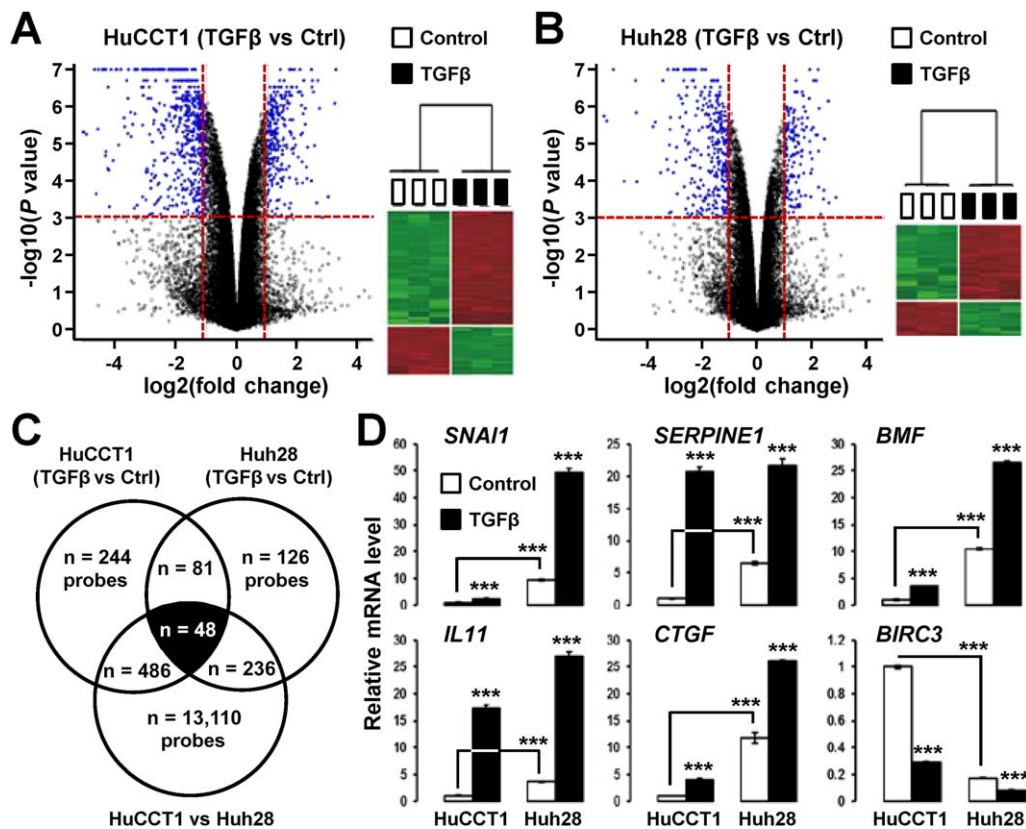 A
HuCCT1 (TGFβ vs Ctrl)
Control
TGFβ
7
6
5
4
3
2
1
0
-log10(P value)
-4 -2 0 2 4
log2(fold change)
B
Huh28 (TGFβ vs Ctrl)
Control
TGFβ
7
6
5
4
3
2
1
0
-log10(P value)
-4 -2 0 2 4
log2(fold change)
C
HuCCT1
(TGFβ vs Ctrl)
Huh28
(TGFβ vs Ctrl)
n = 244
probes
n = 81
n = 126
probes
n = 48
n = 486
n = 236
n = 13,110
probes
HuCCT1 vs Huh28
D
Relative mRNA level
SNAI1
60
50
40
30
20
10
0
Control
TGFβ
***
***
***
SERPINE1
25
20
15
10
5
0
***
***
***
BMF
30
25
20
15
10
5
0
***
***
***
IL11
30
25
20
15
10
5
0
***
***
***
HuCCT1 Huh28
CTGF
30
25
20
15
10
5
0
***
***
***
HuCCT1 Huh28
BIRC3
1.2
1
0.9
0.6
0.3
0
***
***
***
HuCCT1 Huh28